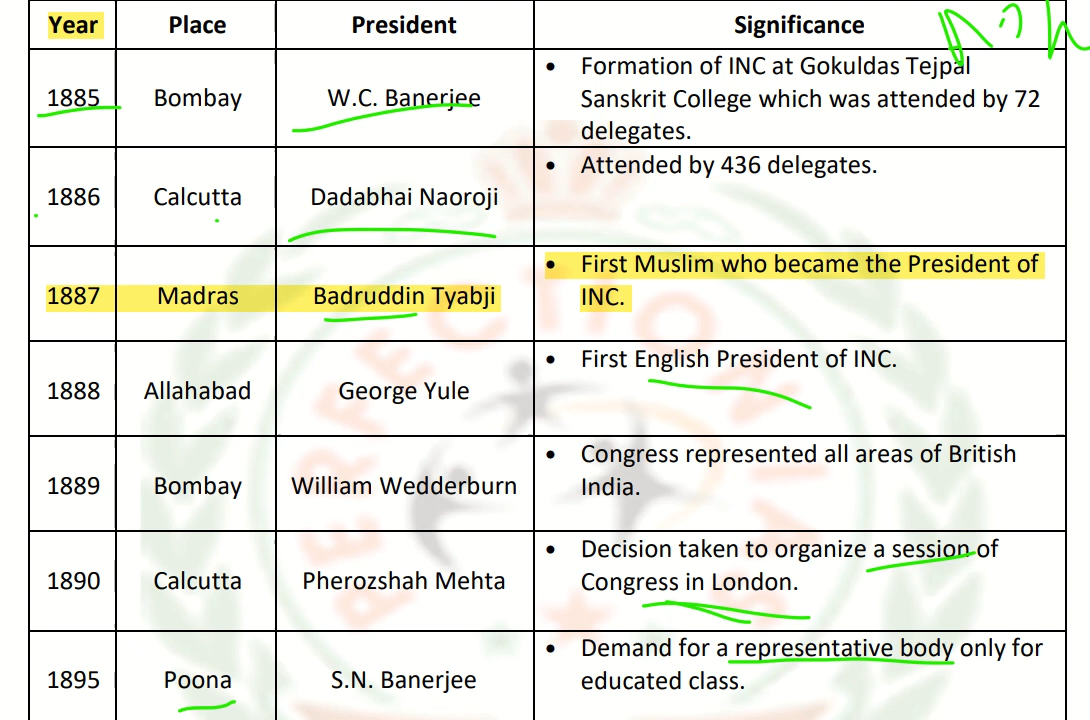 Year Place President Significance
1885 Bombay W.C. Banerjee • Formation of INC at Gokuldas Tejpal
Sanskrit College which was attended by 72
delegates.
1886 Calcutta Dadabhai Naoroji • Attended by 436 delegates.
1887 Madras Badruddin Tyabji • First Muslim who became the President of
INC.
1888 Allahabad George Yule • First English President of INC.
1889 Bombay William Wedderburn • Congress represented all areas of British
India.
1890 Calcutta Pherozshah Mehta • Decision taken to organize a session of
Congress in London.
1895 Poona S.N. Banerjee • Demand for a representative body only for
educated class.
PERFECTION IAS